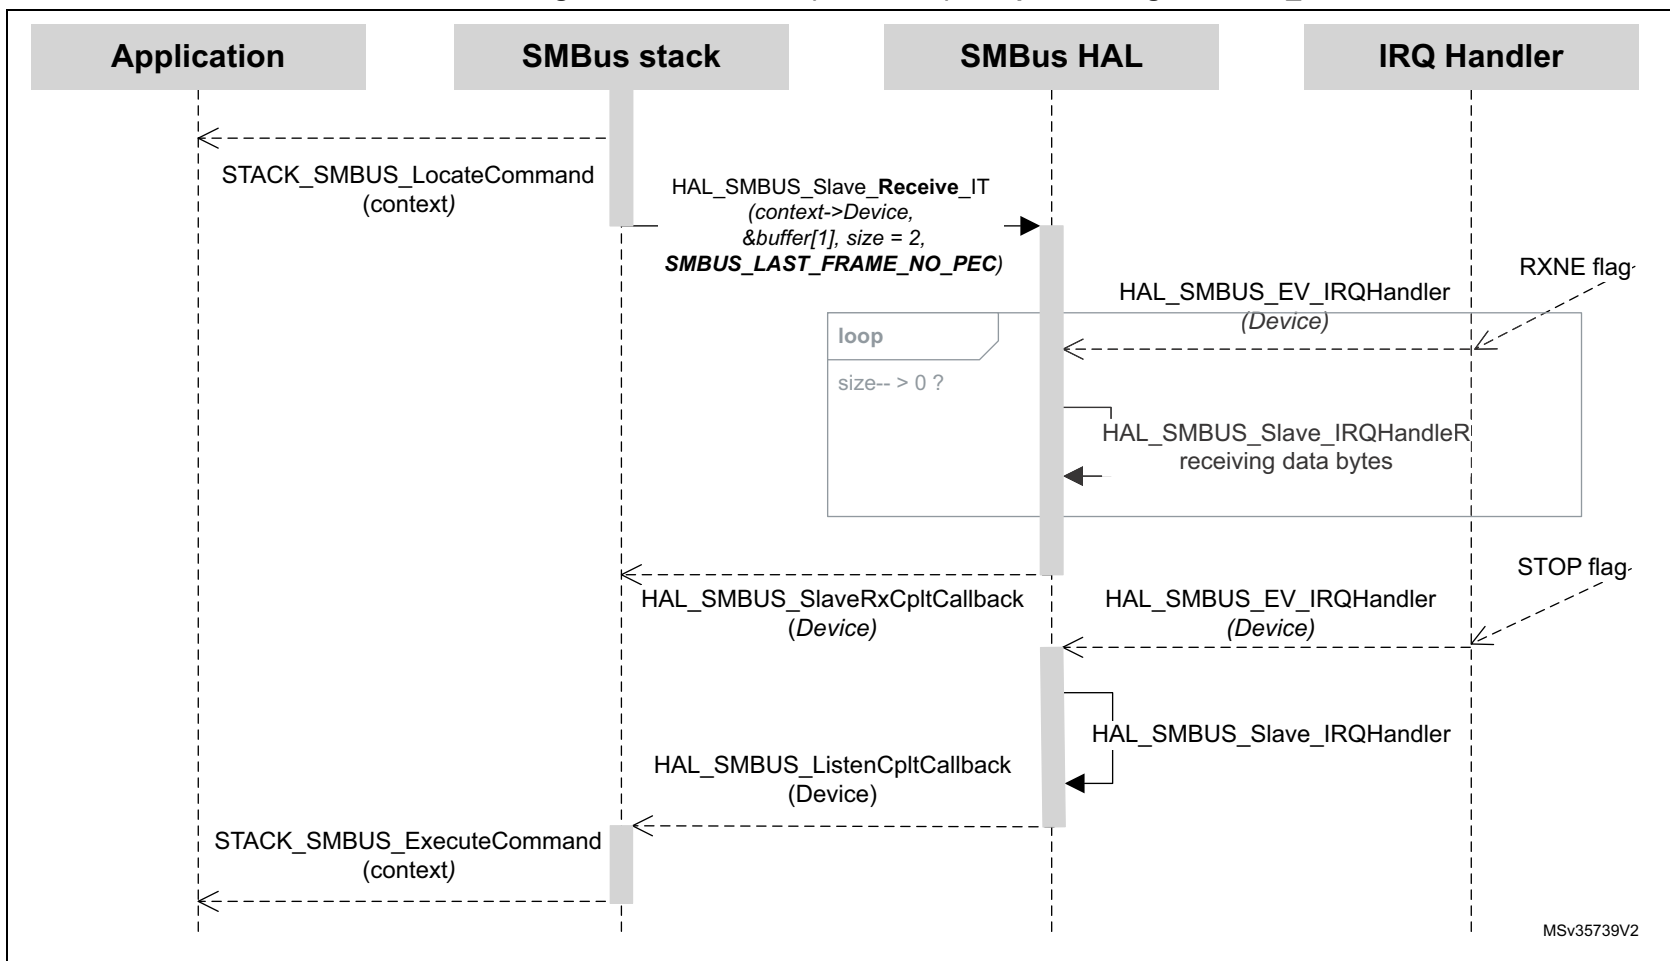 Application
SMBus stack
SMBus HAL
IRQ Handler
STACK_SMBUS_LocateCommand
(context)
HAL_SMBUS_Slave_Receive_IT
(context->Device,
&buffer[1], size = 2,
SMBUS_LAST_FRAME_NO_PEC)
RXNE flag
HAL_SMBUS_EV_IRQHandler
(Device)
loop
size-- > 0 ?
HAL_SMBUS_Slave_IRQHandleR
receiving data bytes
STOP flag
HAL_SMBUS_SlaveRxCpltCallback
(Device)
HAL_SMBUS_EV_IRQHandler
(Device)
HAL_SMBUS_Slave_IRQHandler
HAL_SMBUS_ListenCpltCallback
(Device)
STACK_SMBUS_ExecuteCommand
(context)
MSv35739V2